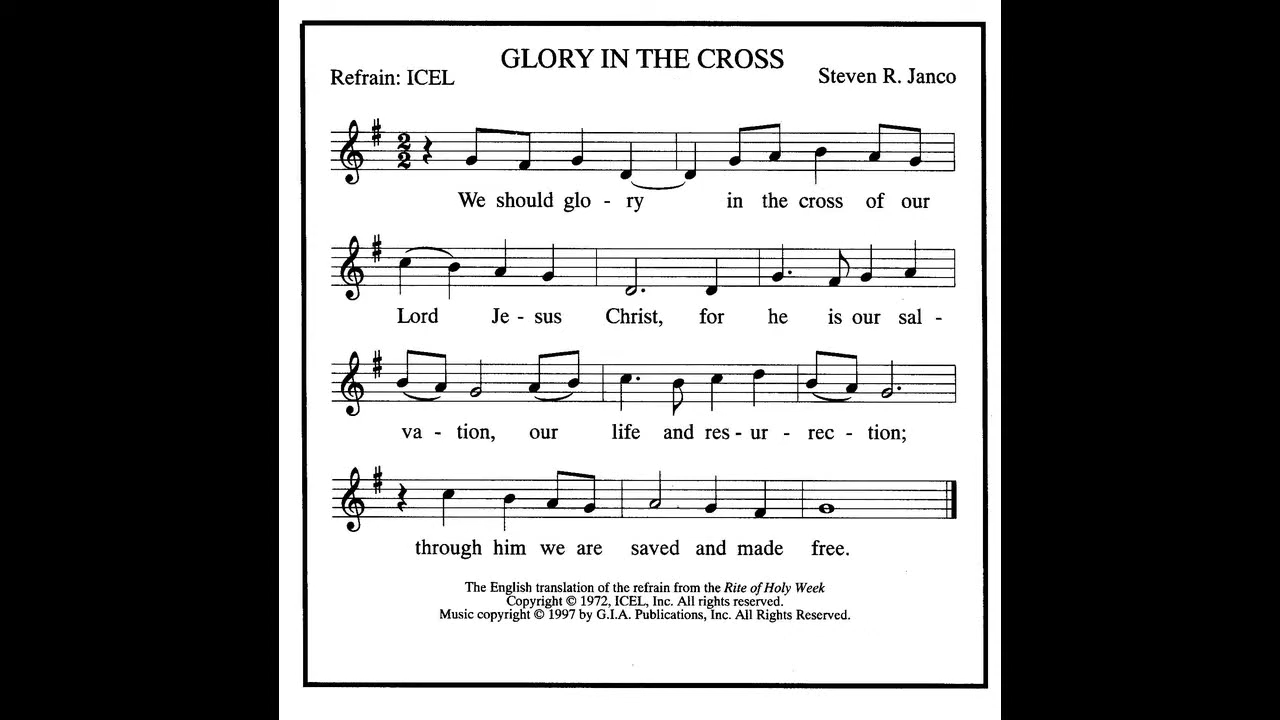 GLORY IN THE CROSS
Refrain: ICEL
Steven R. Janco
We should glo - ry in the cross of our
Lord Je - sus Christ, for he is our sal -
va - tion, our life and res - ur - rec - tion;
through him we are saved and made free.
The English translation of the refrain from the Rite of Holy Week
Copyright © 1972, ICEL, Inc. All rights reserved.
Music copyright © 1997 by G.I.A. Publications, Inc. All Rights Reserved.